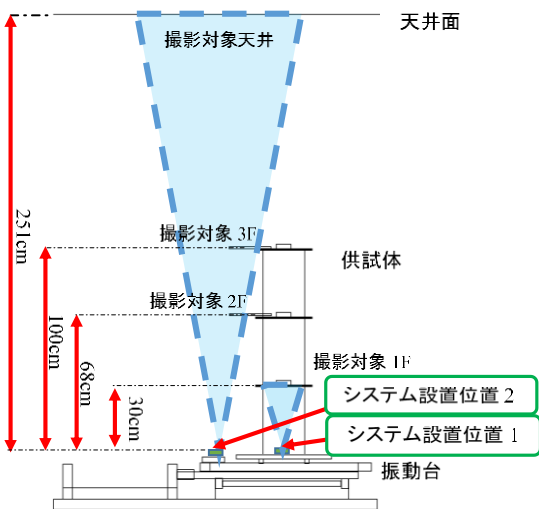 天井面
撮影対象天井
撮影対象 3F
供試体
撮影対象 2F
撮影対象 1F
251cm
100cm
68cm
30cm
システム設置位置 2
システム設置位置 1
振動台